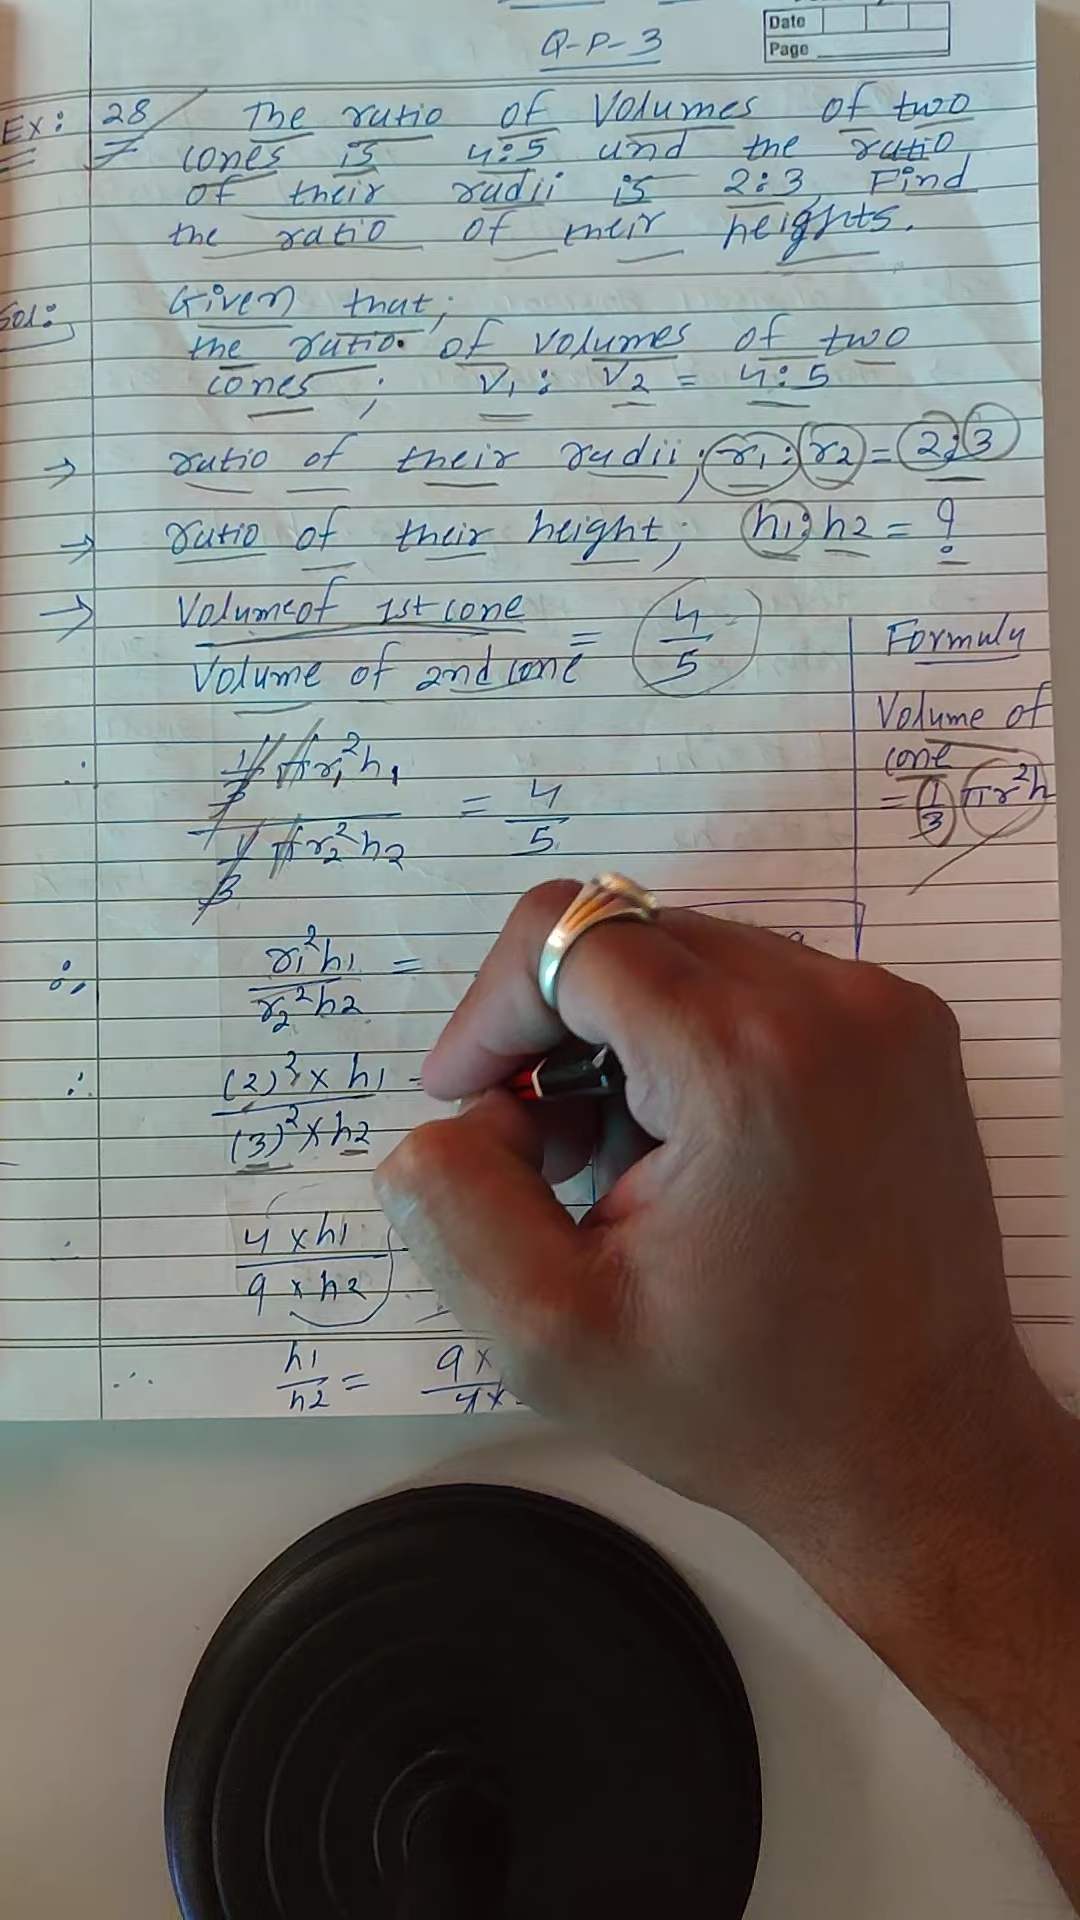 Date
Page
Q-P-3
Ex: 28 The ratio of Volumes of two
cones is 4:5 and the ratio
of their radii is 2:3 Find
the ratio of their heights.
Sol: Given that;
the ratio of volumes of two
cones ; V1 : V2 = 4:5
→ ratio of their radii; r1:r2 = 2:3
→ ratio of their height; h1:h2 = ?
→ Volume of 1st cone
= 4/5
Volume of 2nd cone
Formula
Volume of
cone
= 1/3 πr²h
∴ 1/3 πr1²h1
= 4/5
1/3 πr2²h2
∴ r1²h1 =
r2²h2
∴ (2)² x h1
(3)² x h2
∴ 4 x h1
9 x h2
∴ h1/h2 = 9 x
4 x